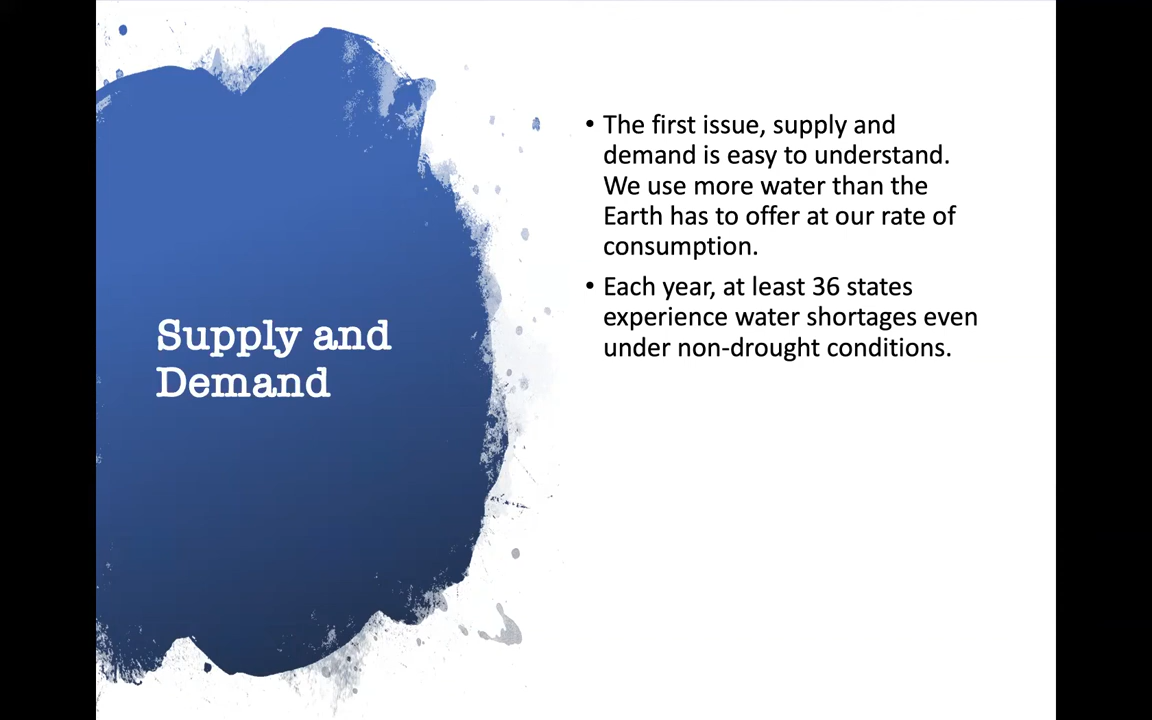 Supply and
Demand
• The first issue, supply and
demand is easy to understand.
We use more water than the
Earth has to offer at our rate of
consumption.
• Each year, at least 36 states
experience water shortages even
under non-drought conditions.